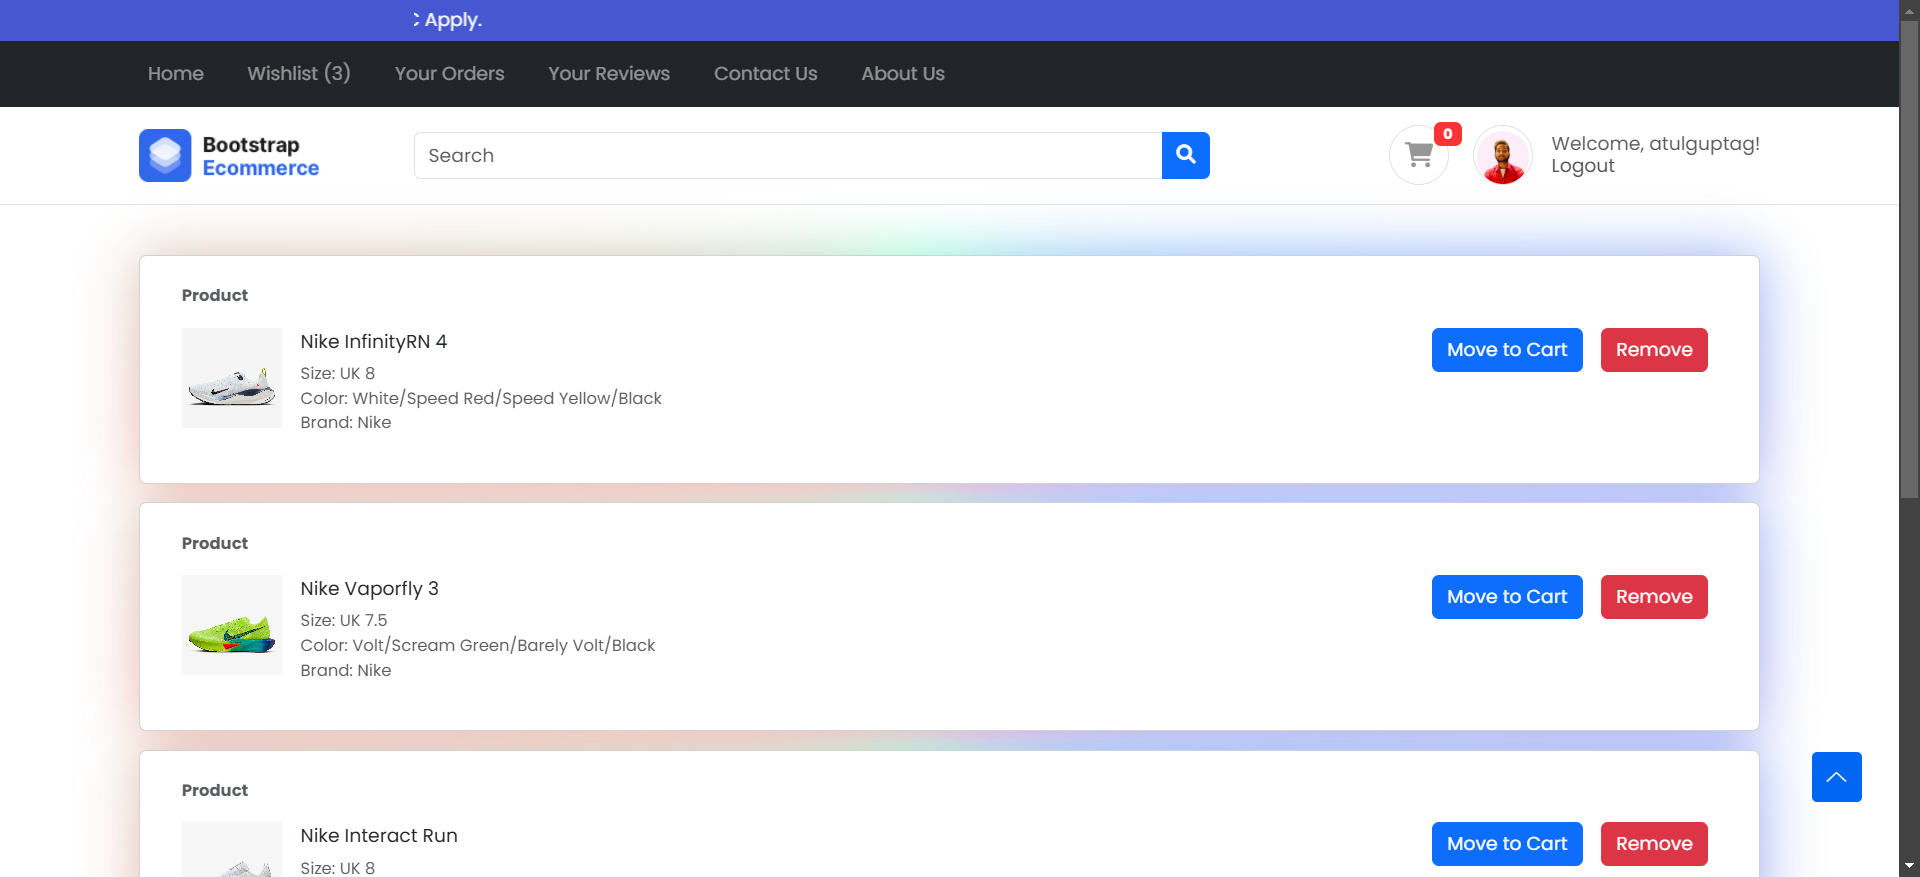 Apply.
Home Wishlist (3) Your Orders Your Reviews Contact Us About Us
Bootstrap
Ecommerce
Search
0
Welcome, atulguptag!
Logout
Product
Nike InfinityRN 4
Size: UK 8
Color: White/Speed Red/Speed Yellow/Black
Brand: Nike
Move to Cart Remove
Product
Nike Vaporfly 3
Size: UK 7.5
Color: Volt/Scream Green/Barely Volt/Black
Brand: Nike
Move to Cart Remove
Product
Nike Interact Run
Size: UK 8
Move to Cart Remove